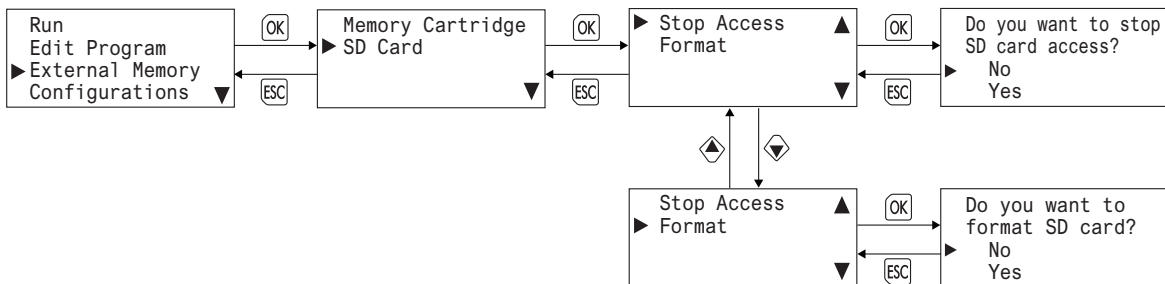 Run
Edit Program
External Memory
Configurations
OK
ESC
Memory Cartridge
SD Card
OK
ESC
Stop Access
Format
OK
ESC
Do you want to stop
SD card access?
No
Yes
Stop Access
Format
OK
ESC
Do you want to
format SD card?
No
Yes